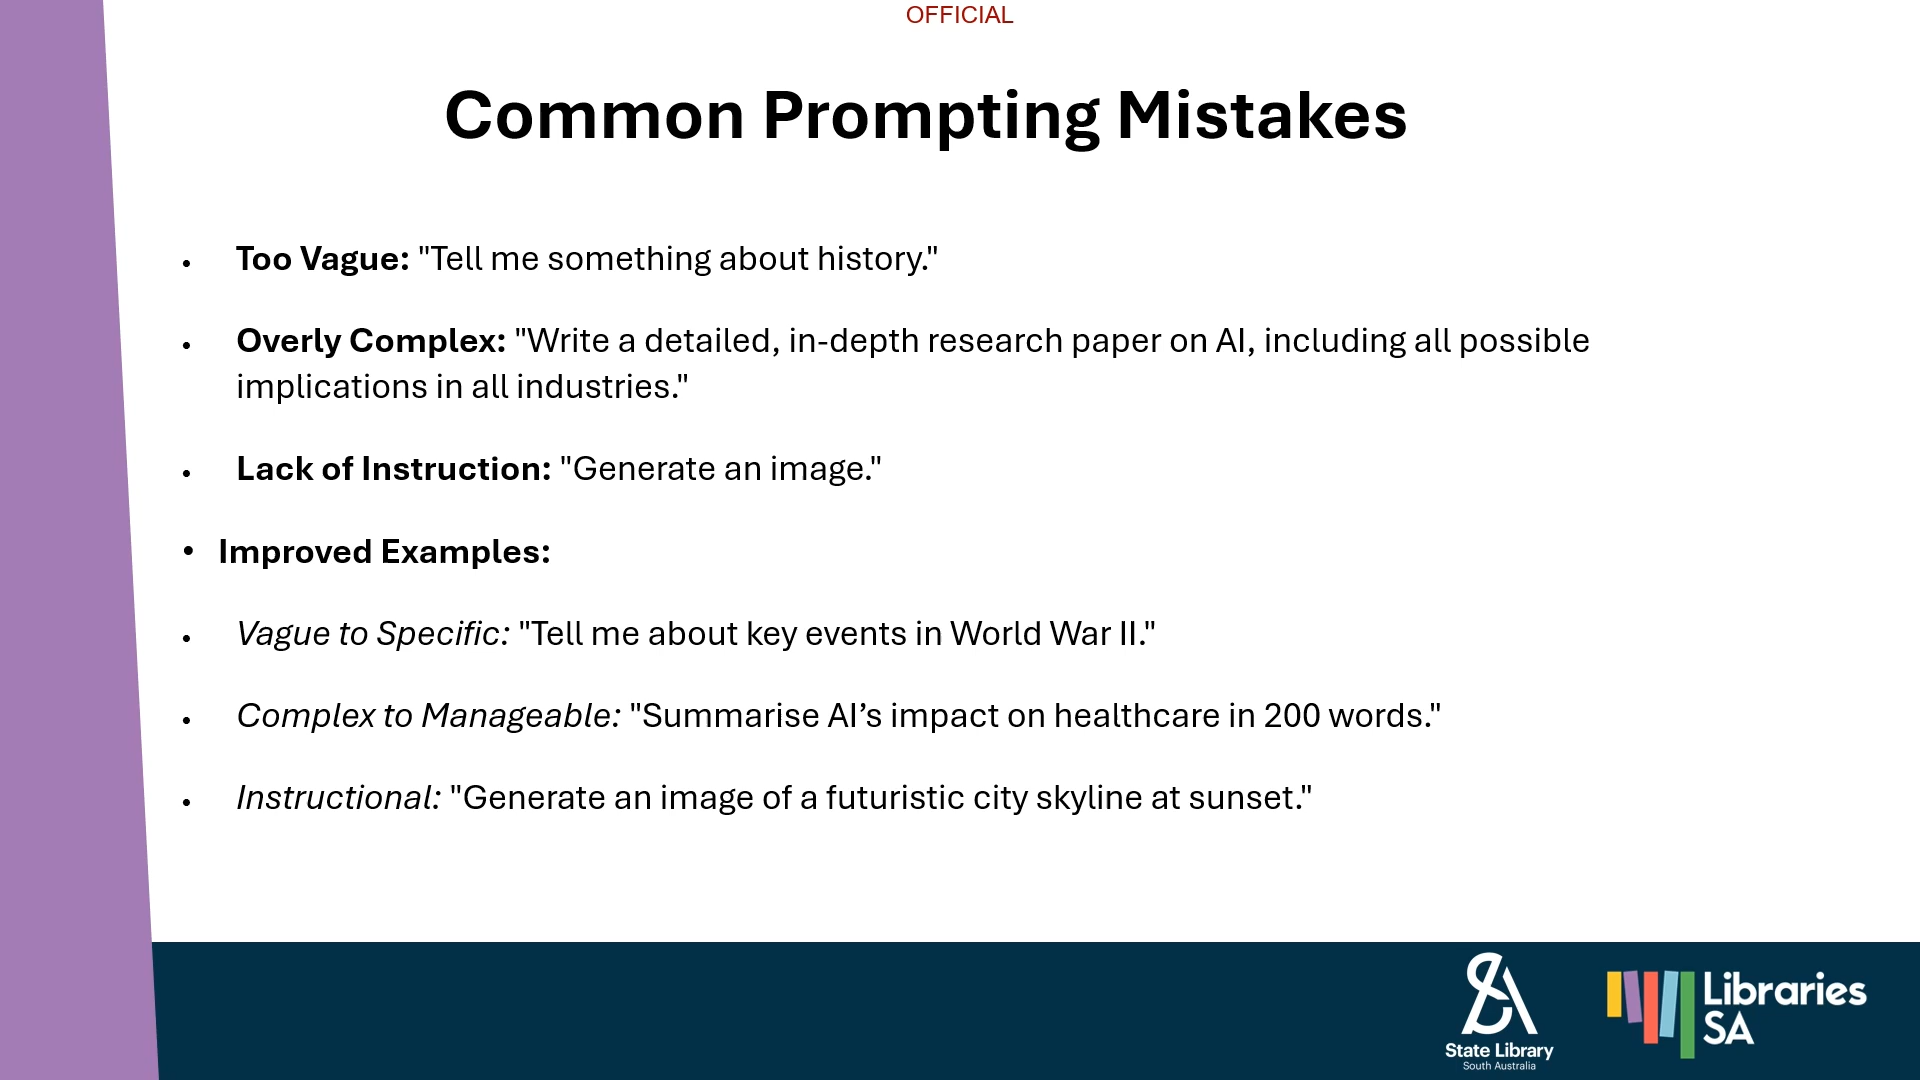 OFFICIAL
Common Prompting Mistakes
• Too Vague: "Tell me something about history."
• Overly Complex: "Write a detailed, in-depth research paper on AI, including all possible
implications in all industries."
• Lack of Instruction: "Generate an image."
• Improved Examples:
• Vague to Specific: "Tell me about key events in World War II."
• Complex to Manageable: "Summarise AI’s impact on healthcare in 200 words."
• Instructional: "Generate an image of a futuristic city skyline at sunset."
State Library
South Australia
Libraries
SA